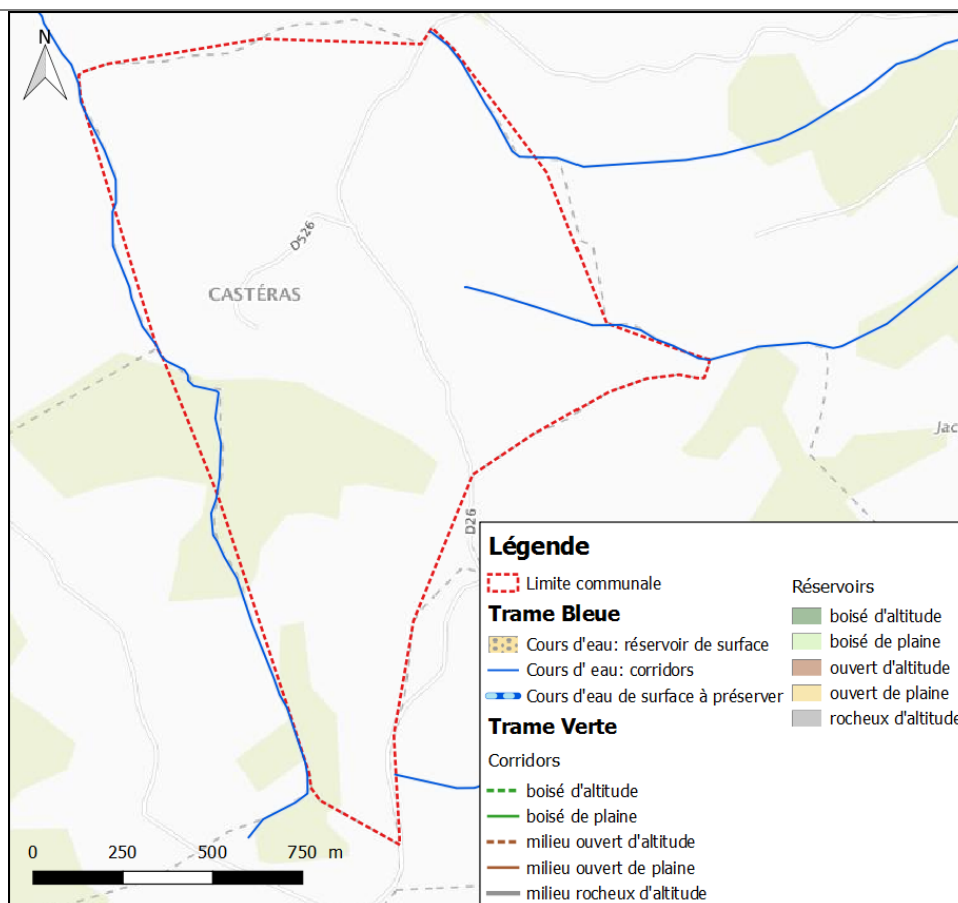 N
D526
CASTÉRAS
Jac
D26
Légende
Limite communale
Trame Bleue
Cours d'eau: réservoir de surface
Cours d' eau: corridors
Cours d'eau de surface à préserver
Trame Verte
Corridors
boisé d'altitude
boisé de plaine
milieu ouvert d'altitude
milieu ouvert de plaine
milieu rocheux d'altitude
Réservoirs
boisé d'altitude
boisé de plaine
ouvert d'altitude
ouvert de plaine
rocheux d'altitude
0 250 500 750 m